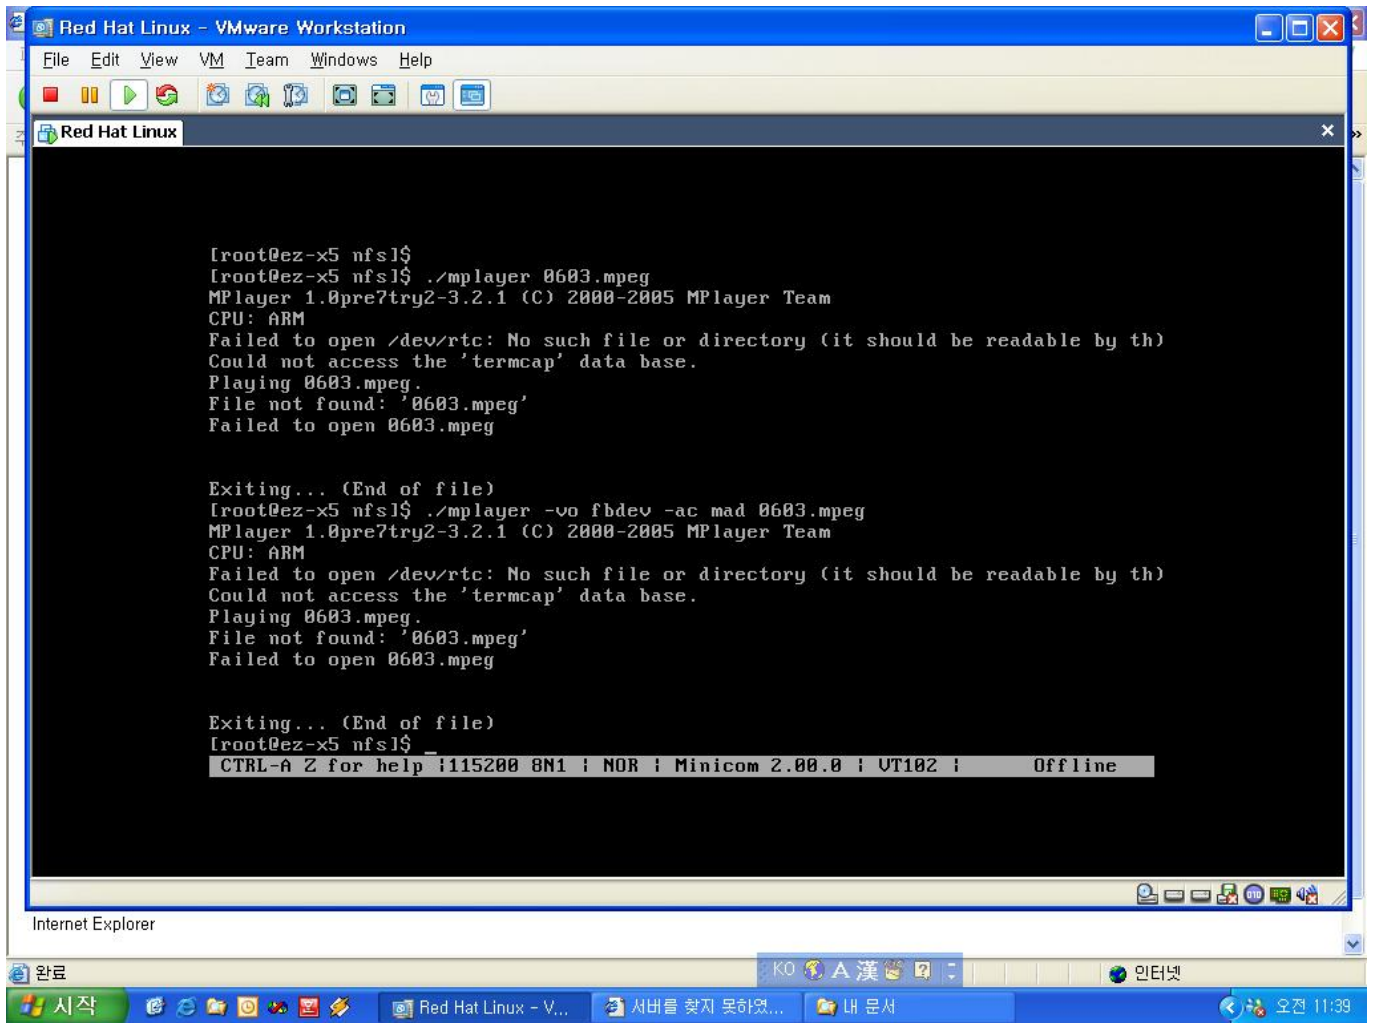 Red Hat Linux - VMware Workstation
File Edit View VM Team Windows Help
Red Hat Linux
[root@ez-x5 nfs]$
[root@ez-x5 nfs]$ ./mplayer 0603.mpeg
MPlayer 1.0pre7try2-3.2.1 (C) 2000-2005 MPlayer Team
CPU: ARM
Failed to open /dev/rtc: No such file or directory (it should be readable by th)
Could not access the 'termcap' data base.
Playing 0603.mpeg.
File not found: '0603.mpeg'
Failed to open 0603.mpeg
Exiting... (End of file)
[root@ez-x5 nfs]$ ./mplayer -vo fbdev -ac mad 0603.mpeg
MPlayer 1.0pre7try2-3.2.1 (C) 2000-2005 MPlayer Team
CPU: ARM
Failed to open /dev/rtc: No such file or directory (it should be readable by th)
Could not access the 'termcap' data base.
Playing 0603.mpeg.
File not found: '0603.mpeg'
Failed to open 0603.mpeg
Exiting... (End of file)
[root@ez-x5 nfs]$ _
CTRL-A Z for help |115200 8N1 | NOR | Minicom 2.00.0 | VT102 | Offline
Internet Explorer
KO A 漢
완료 인터넷
시작 Red Hat Linux - V... 서버를 찾지 못하였... 내 문서 오전 11:39